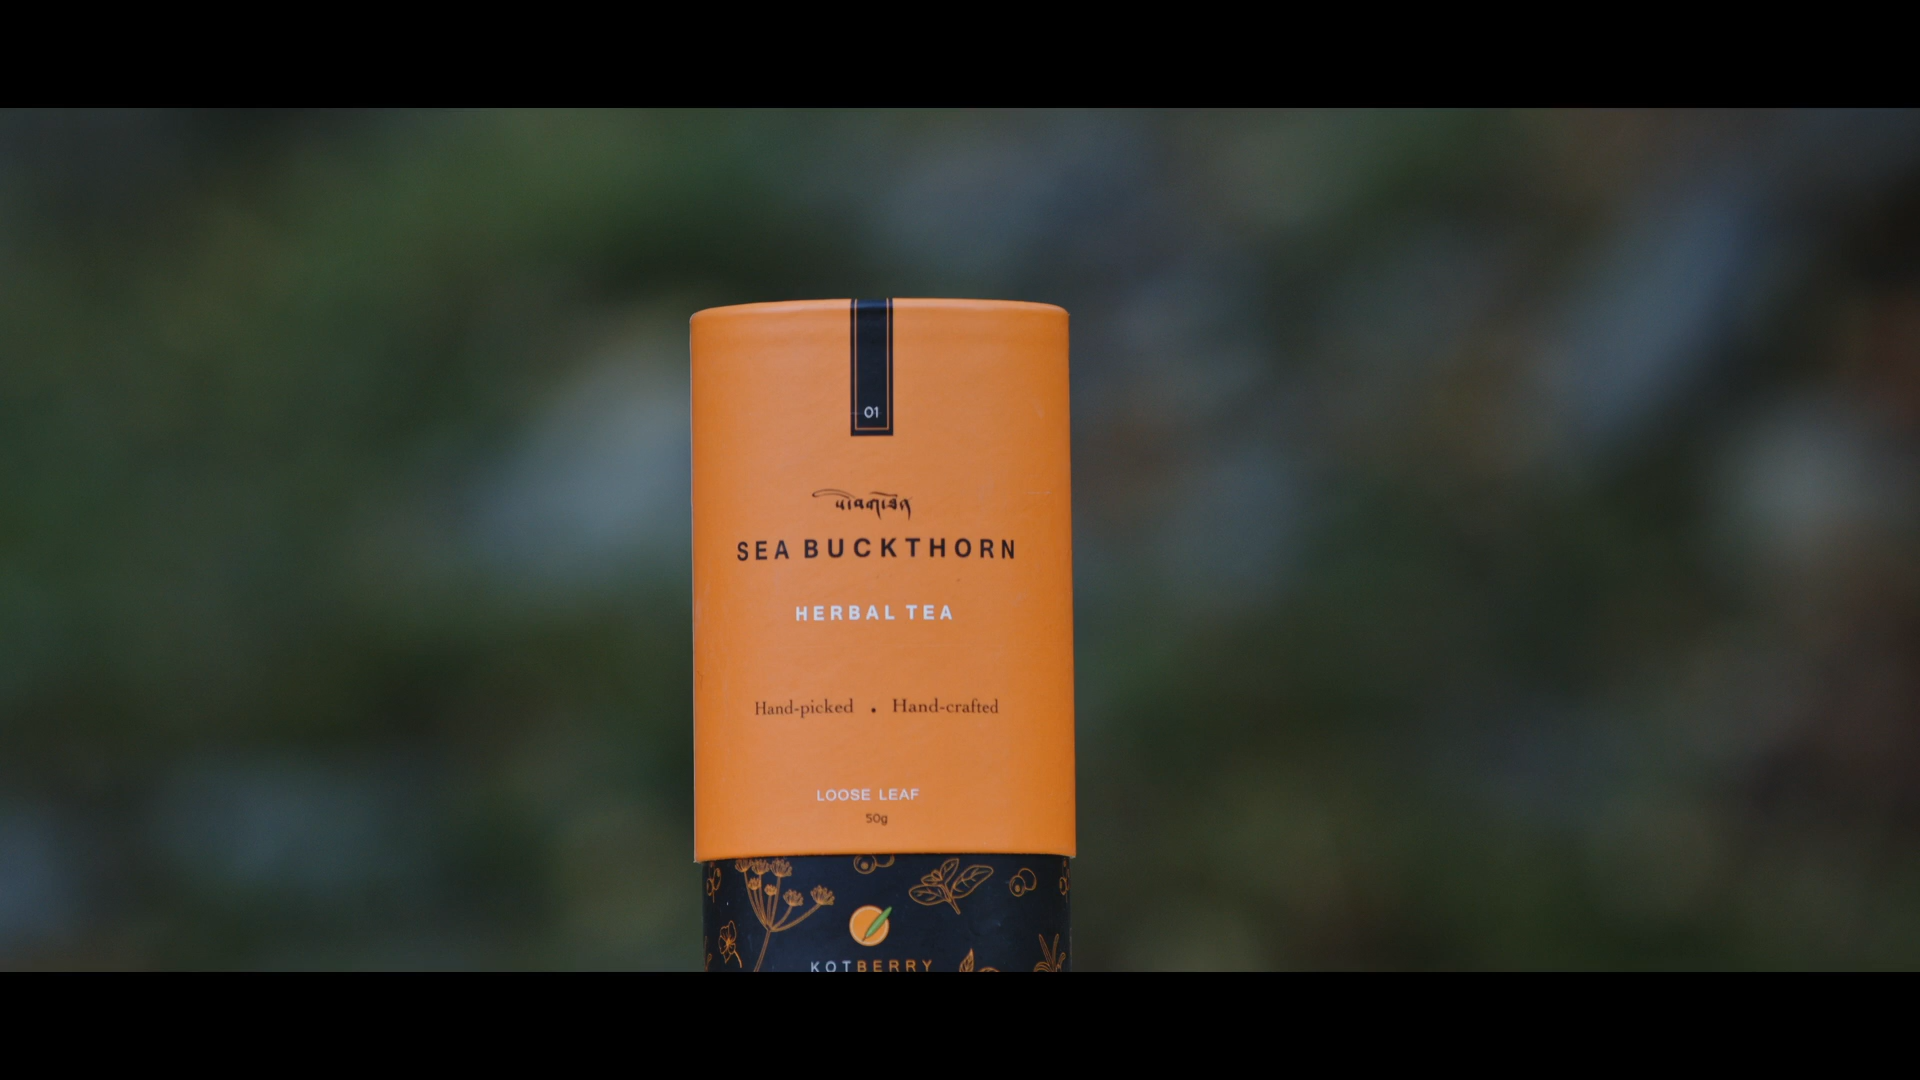 01
SEA BUCKTHORN
HERBAL TEA
Hand-picked . Hand-crafted
LOOSE LEAF
50g
KOTBERRY